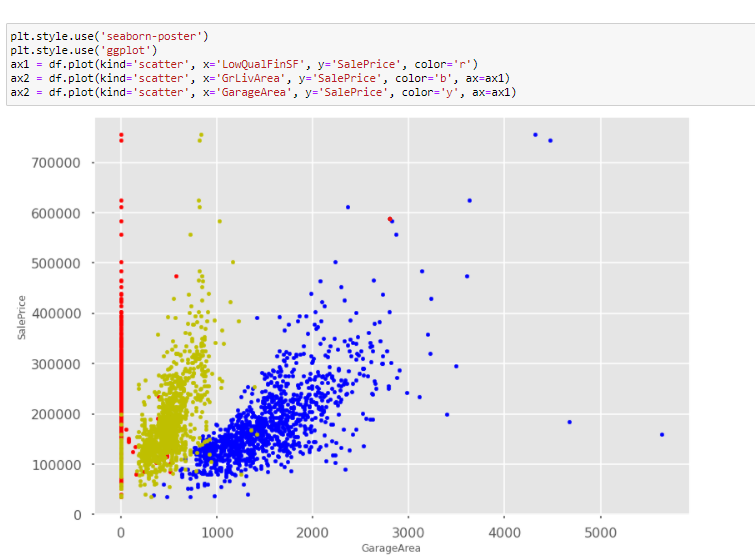 plt.style.use('seaborn-poster')
plt.style.use('ggplot')
ax1 = df.plot(kind='scatter', x='LowQualFinSF', y='SalePrice', color='r')
ax2 = df.plot(kind='scatter', x='GrLivArea', y='SalePrice', color='b', ax=ax1)
ax2 = df.plot(kind='scatter', x='GarageArea', y='SalePrice', color='y', ax=ax1)
700000
600000
500000
400000
300000
200000
100000
0
SalePrice
0 1000 2000 3000 4000 5000
GarageArea